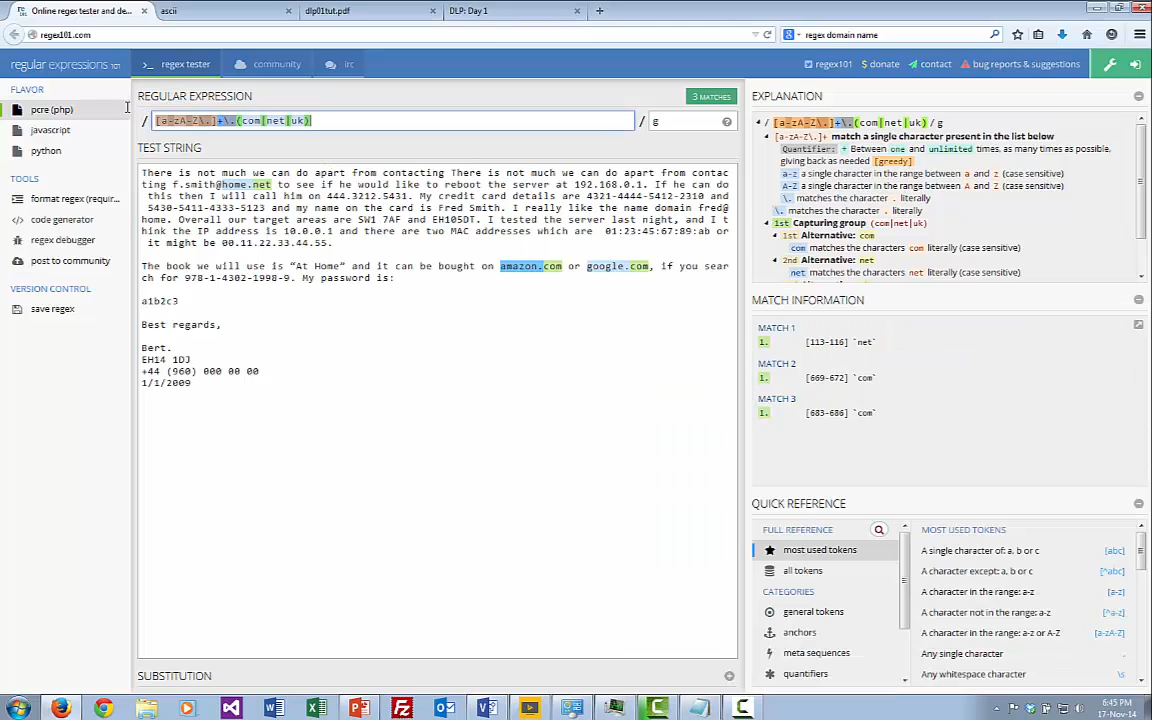 Online regex tester and de...
ascii
dlp01tut.pdf
DLP: Day 1
regex101.com
regex domain name
regular expressions 101
regex tester
community
irc
regex101
donate
contact
bug reports & suggestions
FLAVOR
pcre (php)
javascript
python
TOOLS
format regex (requir...
code generator
regex debugger
post to community
VERSION CONTROL
save regex
REGULAR EXPRESSION
3 MATCHES
/ [a-zA-Z\.]+\.(com|net|uk) / g
TEST STRING
There is not much we can do apart from contacting There is not much we can do apart from contac
ting f.smith@home.net to see if he would like to reboot the server at 192.168.0.1. If he can do
this then I will call him on 444.3212.5431. My credit card details are 4321-4444-5412-2310 and
5430-5411-4333-5123 and my name on the card is Fred Smith. I really like the name domain fred@
home. Overall our target areas are SW1 7AF and EH105DT. I tested the server last night, and I t
hink the IP address is 10.0.0.1 and there are two MAC addresses which are 01:23:45:67:89:ab or
it might be 00.11.22.33.44.55.
The book we will use is “At Home” and it can be bought on amazon.com or google.com, if you sear
ch for 978-1-4302-1998-9. My password is:
a1b2c3
Best regards,
Bert.
EH14 1DJ
+44 (960) 000 00 00
1/1/2009
SUBSTITUTION
EXPLANATION
/ [a-zA-Z\.]+\.(com|net|uk) / g
[a-zA-Z\.]+ match a single character present in the list below
Quantifier: + Between one and unlimited times, as many times as possible,
giving back as needed [greedy]
a-z a single character in the range between a and z (case sensitive)
A-Z a single character in the range between A and Z (case sensitive)
\. matches the character . literally
\. matches the character . literally
1st Capturing group (com|net|uk)
1st Alternative: com
com matches the characters com literally (case sensitive)
2nd Alternative: net
net matches the characters net literally (case sensitive)
MATCH INFORMATION
MATCH 1
1. [113-116] `net`
MATCH 2
1. [669-672] `com`
MATCH 3
1. [683-686] `com`
QUICK REFERENCE
FULL REFERENCE
most used tokens
all tokens
CATEGORIES
general tokens
anchors
meta sequences
quantifiers
MOST USED TOKENS
A single character of: a, b or c [abc]
A character except: a, b or c [^abc]
A character in the range: a-z [a-z]
A character not in the range: a-z [^a-z]
A character in the range: a-z or A-Z [a-zA-Z]
Any single character .
Any whitespace character \s
6:45 PM
17-Nov-14